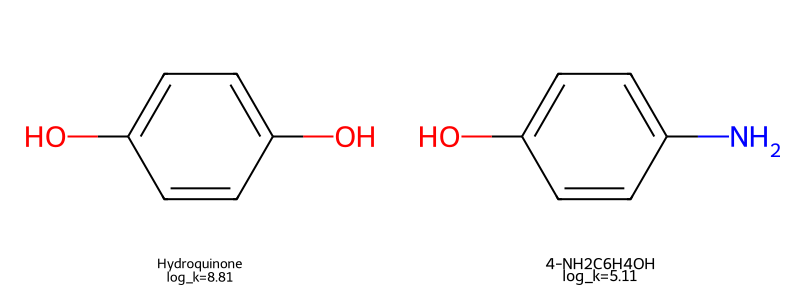 HO OH HO NH2
Hydroquinone
log_k=8.81
4-NH2C6H4OH
log_k=5.11